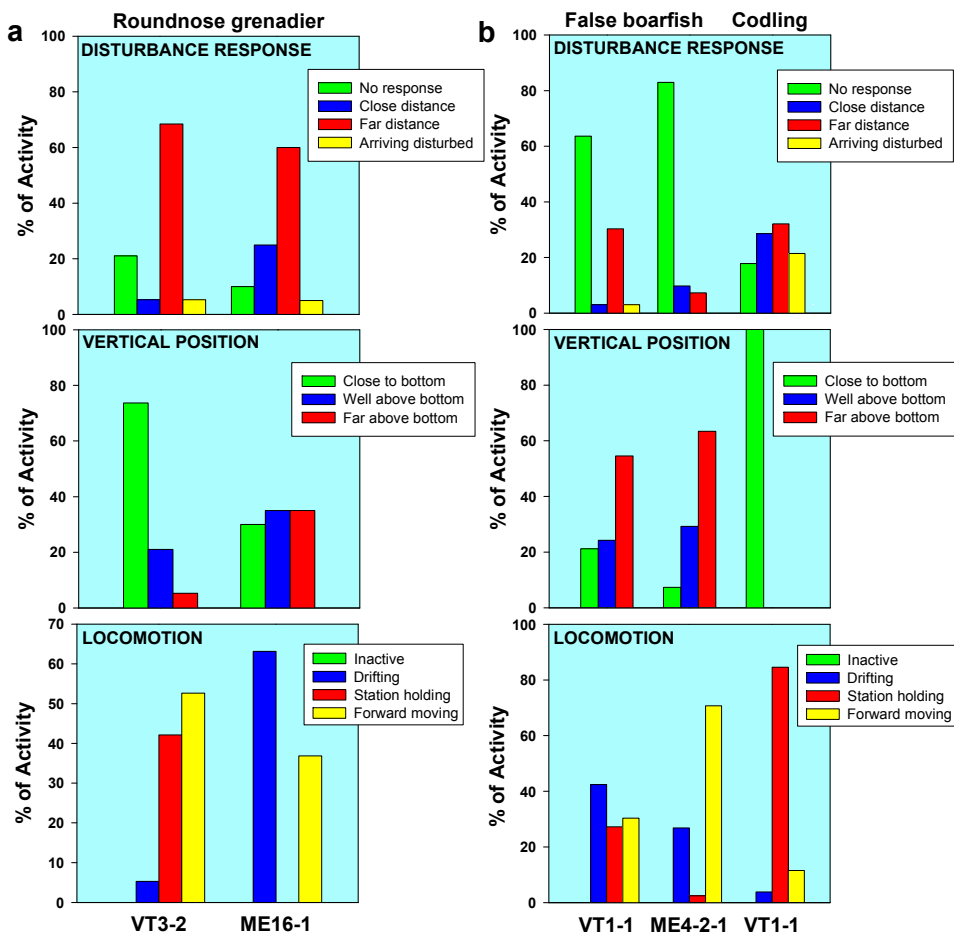 a
Roundnose grenadier
DISTURBANCE RESPONSE
No response
Close distance
Far distance
Arriving disturbed
% of Activity
100
80
60
40
20
0
VERTICAL POSITION
Close to bottom
Well above bottom
Far above bottom
% of Activity
100
80
60
40
20
0
LOCOMOTION
Inactive
Drifting
Station holding
Forward moving
% of Activity
70
60
50
40
30
20
10
0
VT3-2 ME16-1
b
False boarfish Codling
DISTURBANCE RESPONSE
No response
Close distance
Far distance
Arriving disturbed
% of Activity
100
80
60
40
20
0
VERTICAL POSITION
Close to bottom
Well above bottom
Far above bottom
% of Activity
100
80
60
40
20
0
LOCOMOTION
Inactive
Drifting
Station holding
Forward moving
% of Activity
100
80
60
40
20
0
VT1-1 ME4-2-1 VT1-1